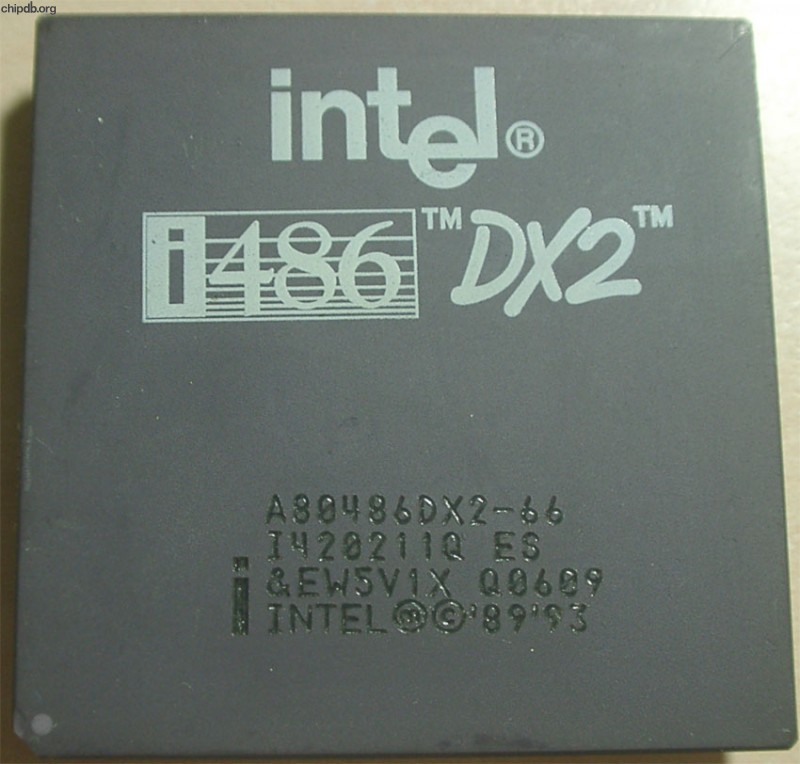 chipdb.org
intel®
i486™ DX2™
A80486DX2-66
I420211Q ES
&EW5V1X Q0609
i INTEL Ⓜ © '89'93